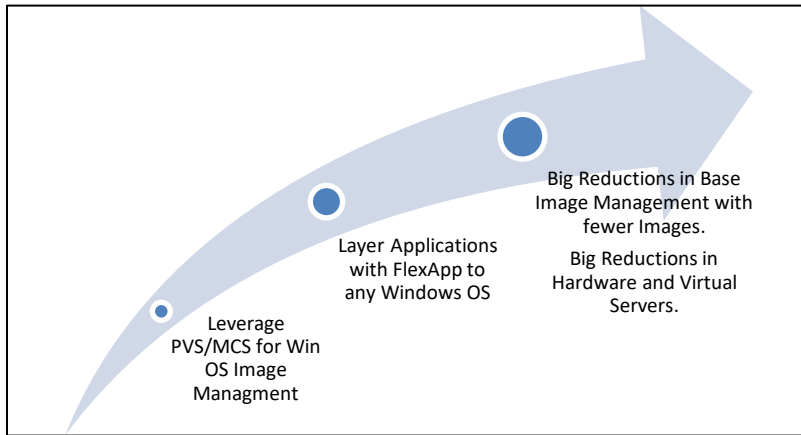 Leverage
PVS/MCS for Win
OS Image
Managment
Layer Applications
with FlexApp to
any Windows OS
Big Reductions in Base
Image Management with
fewer Images.
Big Reductions in
Hardware and Virtual
Servers.